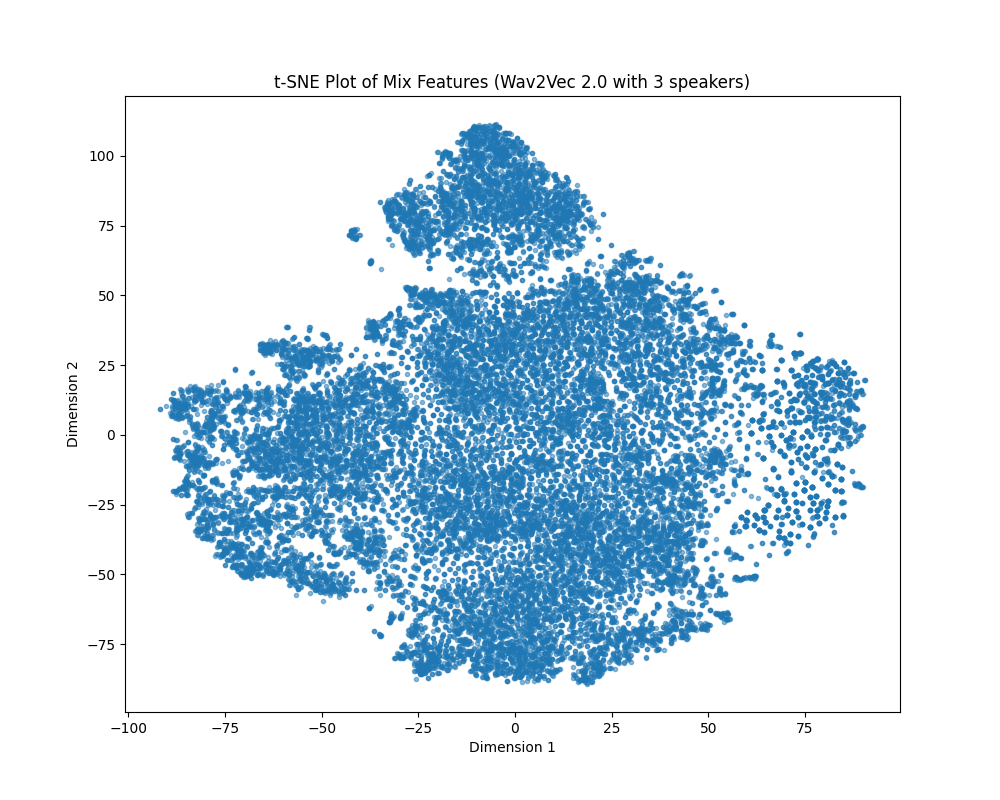 t-SNE Plot of Mix Features (Wav2Vec 2.0 with 3 speakers)
100
75
50
25
0
−25
−50
−75
Dimension 2
−100 −75 −50 −25 0 25 50 75
Dimension 1